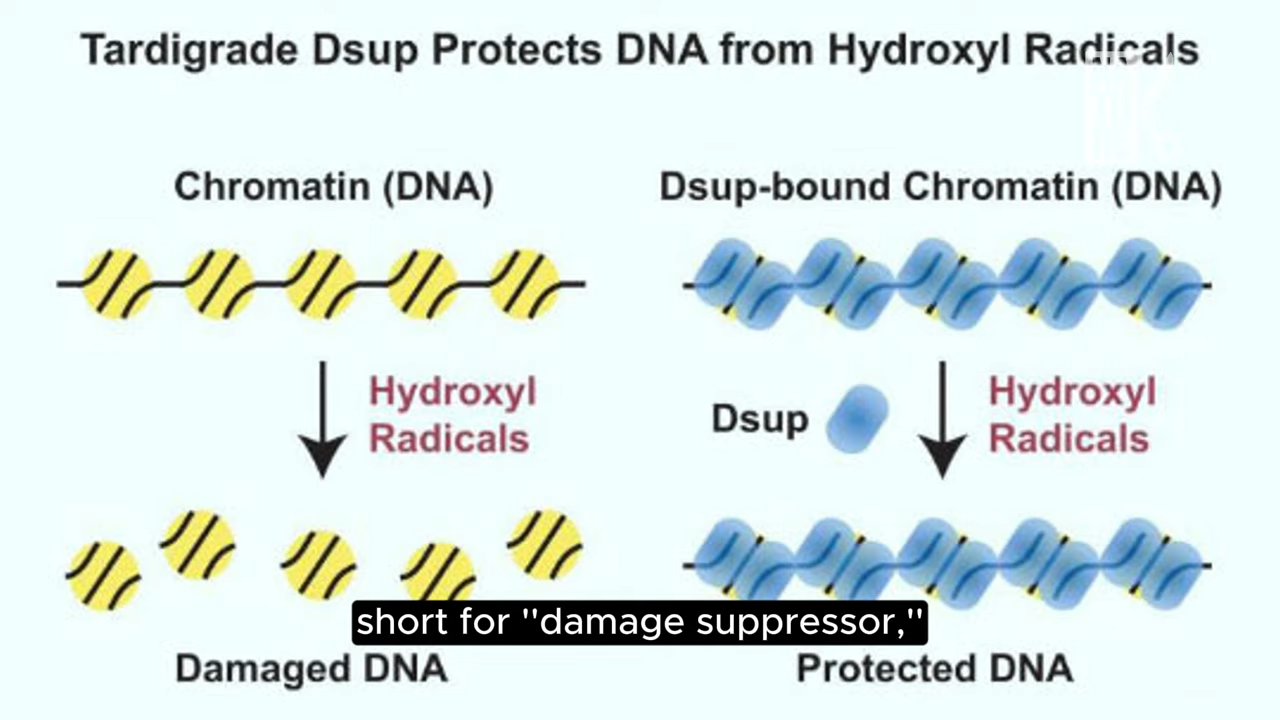 Tardigrade Dsup Protects DNA from Hydroxyl Radicals
Chromatin (DNA)
Dsup-bound Chromatin (DNA)
Hydroxyl
Radicals
Dsup
Hydroxyl
Radicals
short for "damage suppressor,"
Damaged DNA
Protected DNA